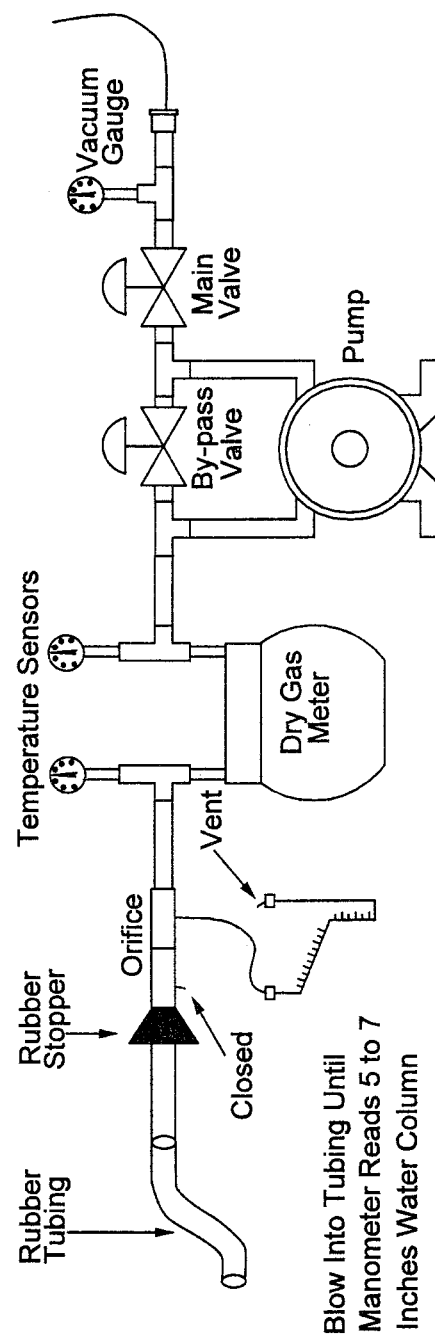 Rubber
Tubing
Rubber
Stopper
Orifice
Closed
Vent
Temperature Sensors
Dry Gas
Meter
By-pass
Valve
Main
Valve
Vacuum
Gauge
Pump
Blow Into Tubing Until
Manometer Reads 5 to 7
Inches Water Column